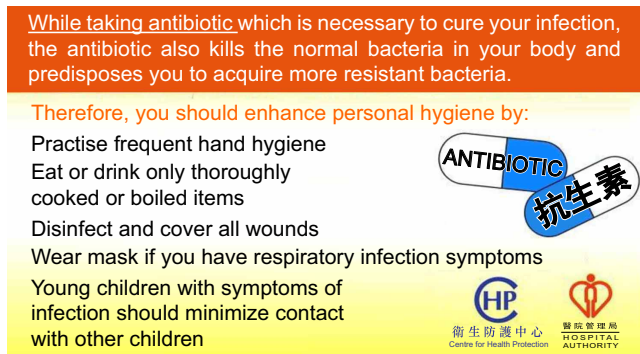 While taking antibiotic which is necessary to cure your infection,
the antibiotic also kills the normal bacteria in your body and
predisposes you to acquire more resistant bacteria.
Therefore, you should enhance personal hygiene by:
Practise frequent hand hygiene
Eat or drink only thoroughly
cooked or boiled items
Disinfect and cover all wounds
Wear mask if you have respiratory infection symptoms
Young children with symptoms of
infection should minimize contact
with other children
ANTIBIOTIC
抗生素
CHP
衞生防護中心
Centre for Health Protection
醫院管理局
HOSPITAL
AUTHORITY